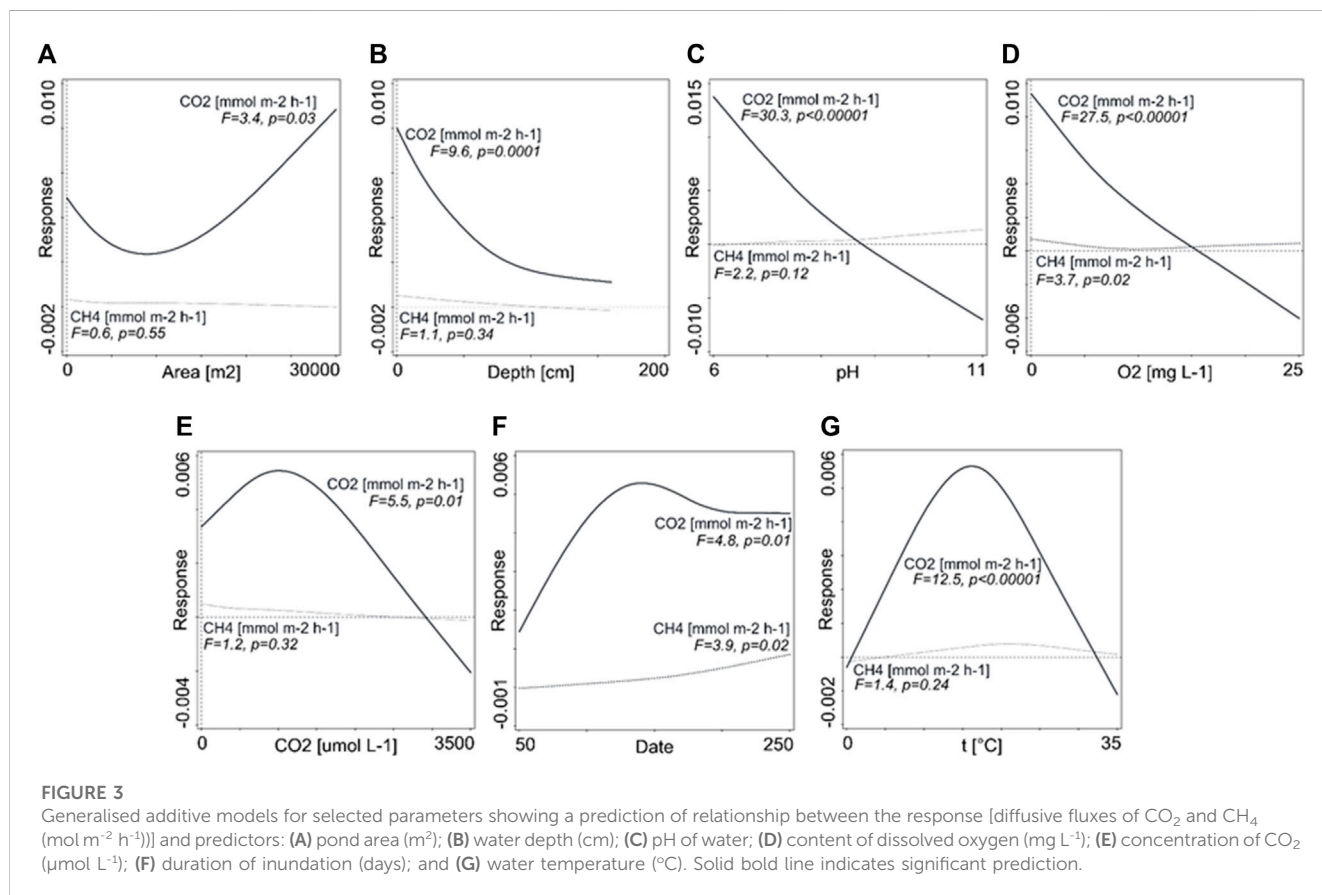 A
0.010
CO2 [mmol m-2 h-1]
F=3.4, p=0.03
Response
CH4 [mmol m-2 h-1]
F=0.6, p=0.55
-0.002
0
Area [m2]
30000
B
0.010
CO2 [mmol m-2 h-1]
F=9.6, p=0.0001
Response
CH4 [mmol m-2 h-1]
F=1.1, p=0.34
-0.002
0
Depth [cm]
200
C
0.015
CO2 [mmol m-2 h-1]
F=30.3, p<0.00001
Response
CH4 [mmol m-2 h-1]
F=2.2, p=0.12
-0.010
6
pH
11
D
0.010
CO2 [mmol m-2 h-1]
F=27.5, p<0.00001
Response
CH4 [mmol m-2 h-1]
F=3.7, p=0.02
-0.006
0
O2 [mg L-1]
25
E
0.006
CO2 [mmol m-2 h-1]
F=5.5, p=0.01
Response
CH4 [mmol m-2 h-1]
F=1.2, p=0.32
-0.004
0
CO2 [umol L-1]
3500
F
0.006
CO2 [mmol m-2 h-1]
F=4.8, p=0.01
Response
CH4 [mmol m-2 h-1]
F=3.9, p=0.02
-0.001
50
Date
250
G
0.006
CO2 [mmol m-2 h-1]
F=12.5, p<0.00001
Response
CH4 [mmol m-2 h-1]
F=1.4, p=0.24
-0.002
0
t [°C]
35
FIGURE 3
Generalised additive models for selected parameters showing a prediction of relationship between the response [diffusive fluxes of CO₂ and CH₄
(mol m⁻² h⁻¹))] and predictors: (A) pond area (m²); (B) water depth (cm); (C) pH of water; (D) content of dissolved oxygen (mg L⁻¹); (E) concentration of CO₂
(µmol L⁻¹); (F) duration of inundation (days); and (G) water temperature (°C). Solid bold line indicates significant prediction.